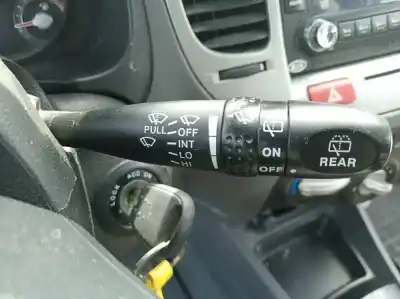 PULL OFF
INT
LO
HI
ON
OFF
REAR
LOCK ACC ON